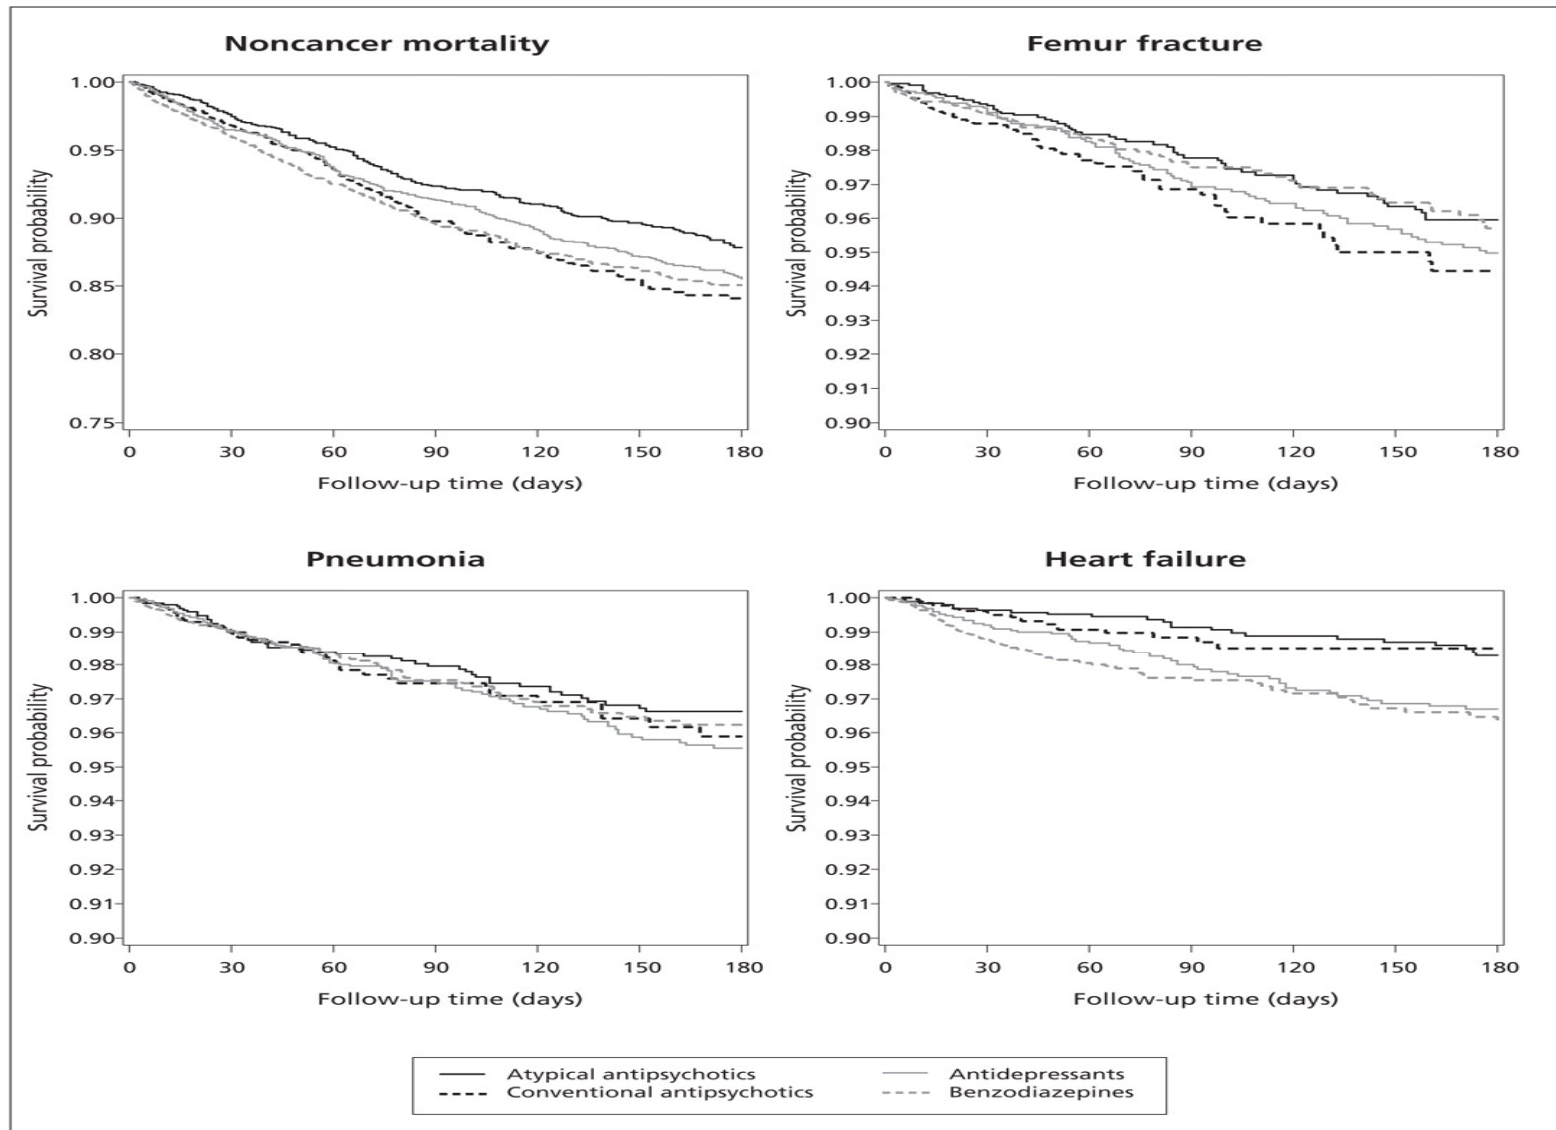 Noncancer mortality
1.00
0.95
0.90
0.85
0.80
0.75
Survival probability
0 30 60 90 120 150 180
Follow-up time (days)
Femur fracture
1.00
0.99
0.98
0.97
0.96
0.95
0.94
0.93
0.92
0.91
0.90
Survival probability
0 30 60 90 120 150 180
Follow-up time (days)
Pneumonia
1.00
0.99
0.98
0.97
0.96
0.95
0.94
0.93
0.92
0.91
0.90
Survival probability
0 30 60 90 120 150 180
Follow-up time (days)
Heart failure
1.00
0.99
0.98
0.97
0.96
0.95
0.94
0.93
0.92
0.91
0.90
Survival probability
0 30 60 90 120 150 180
Follow-up time (days)
Atypical antipsychotics
Conventional antipsychotics
Antidepressants
Benzodiazepines